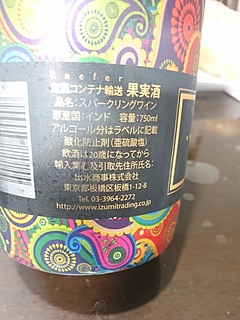 Reefer
定温コンテナ輸送 果実酒
品名:スパークリングワイン
原産国:インド 容量:750ml
アルコール分はラベルに記載
酸化防止剤(亜硫酸塩)
飲酒は20歳になってから
輸入業者及び引取先住所氏名:
出水商事株式会社
東京都板橋区板橋1-12-8
Tel. 03-3964-2272
http://www.izumitrading.co.jp